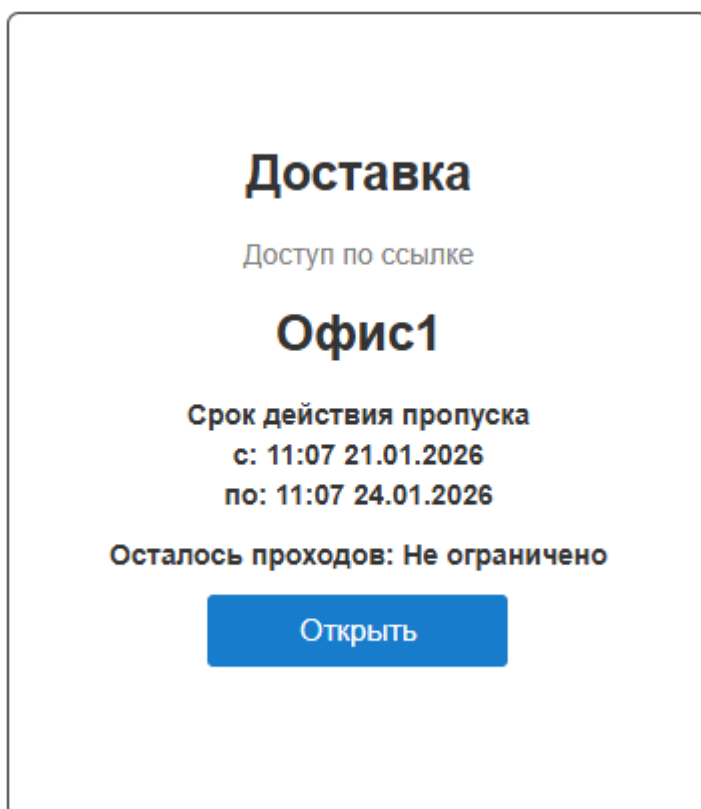 Доставка
Доступ по ссылке
Офис1
Срок действия пропуска
с: 11:07 21.01.2026
по: 11:07 24.01.2026
Осталось проходов: Не ограничено
Открыть